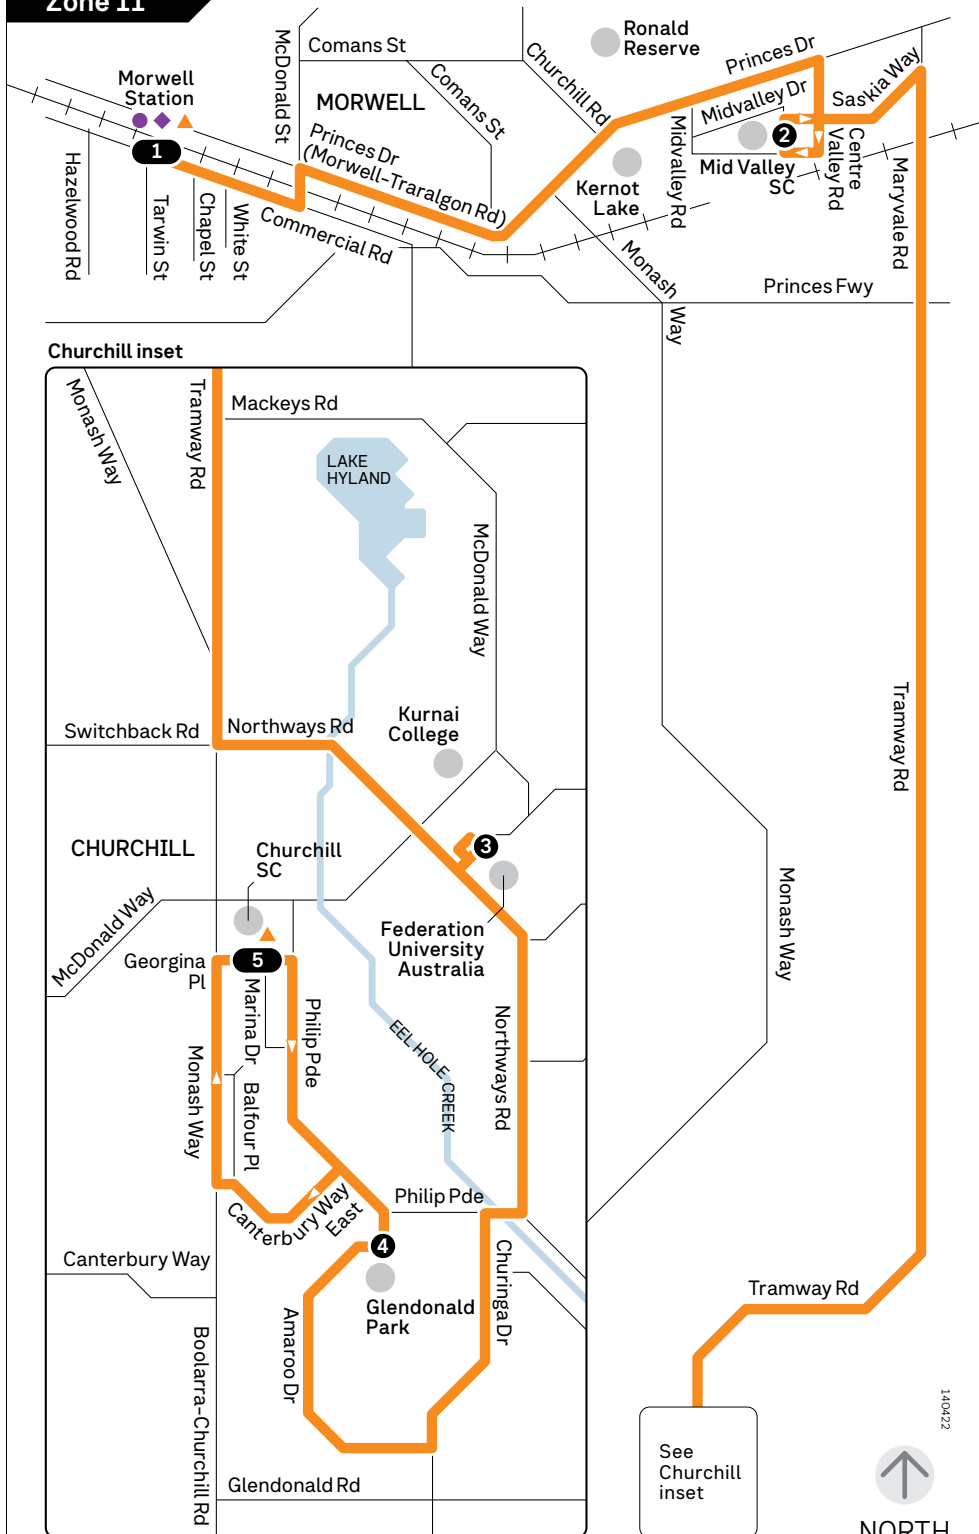 Zone 11
Morwell
Station
1
McDonald St
Comans St
Comans St
MORWELL
Churchill Rd
Ronald
Reserve
Princes Dr
Midvalley Dr
Saskia Way
2
Mid Valley
SC
Centre
Valley Rd
Midvalley Rd
Maryvale Rd
Kernot
Lake
Princes Dr
(Morwell-Traralgon Rd)
Commercial Rd
Hazelwood Rd
Tarwin St
Chapel St
White St
Monash
Way
Princes Fwy
Churchill inset
Monash Way
Tramway Rd
Mackeys Rd
LAKE
HYLAND
McDonald Way
Switchback Rd
Northways Rd
Kurnai
College
3
CHURCHILL
Churchill
SC
McDonald Way
Federation
University
Australia
Georgina
Pl
5
Marina Dr
Philip Pde
Monash Way
Balfour Pl
EEL HOLE
CREEK
Northways Rd
Canterbury Way
East
Philip Pde
4
Canterbury Way
Glendonald
Park
Amaroo Dr
Churinga Dr
Boolarra-Churchill Rd
Glendonald Rd
Tramway Rd
Monash Way
Tramway Rd
See
Churchill
inset
140422
NORTH